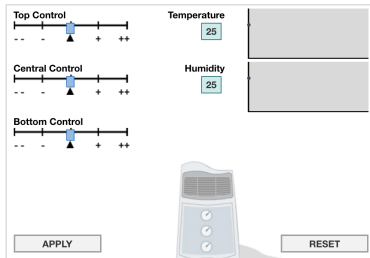 Top Control
- -
-
▲
+
++
Temperature
25
Central Control
- -
-
▲
+
++
Humidity
25
Bottom Control
- -
-
▲
+
++
APPLY
RESET